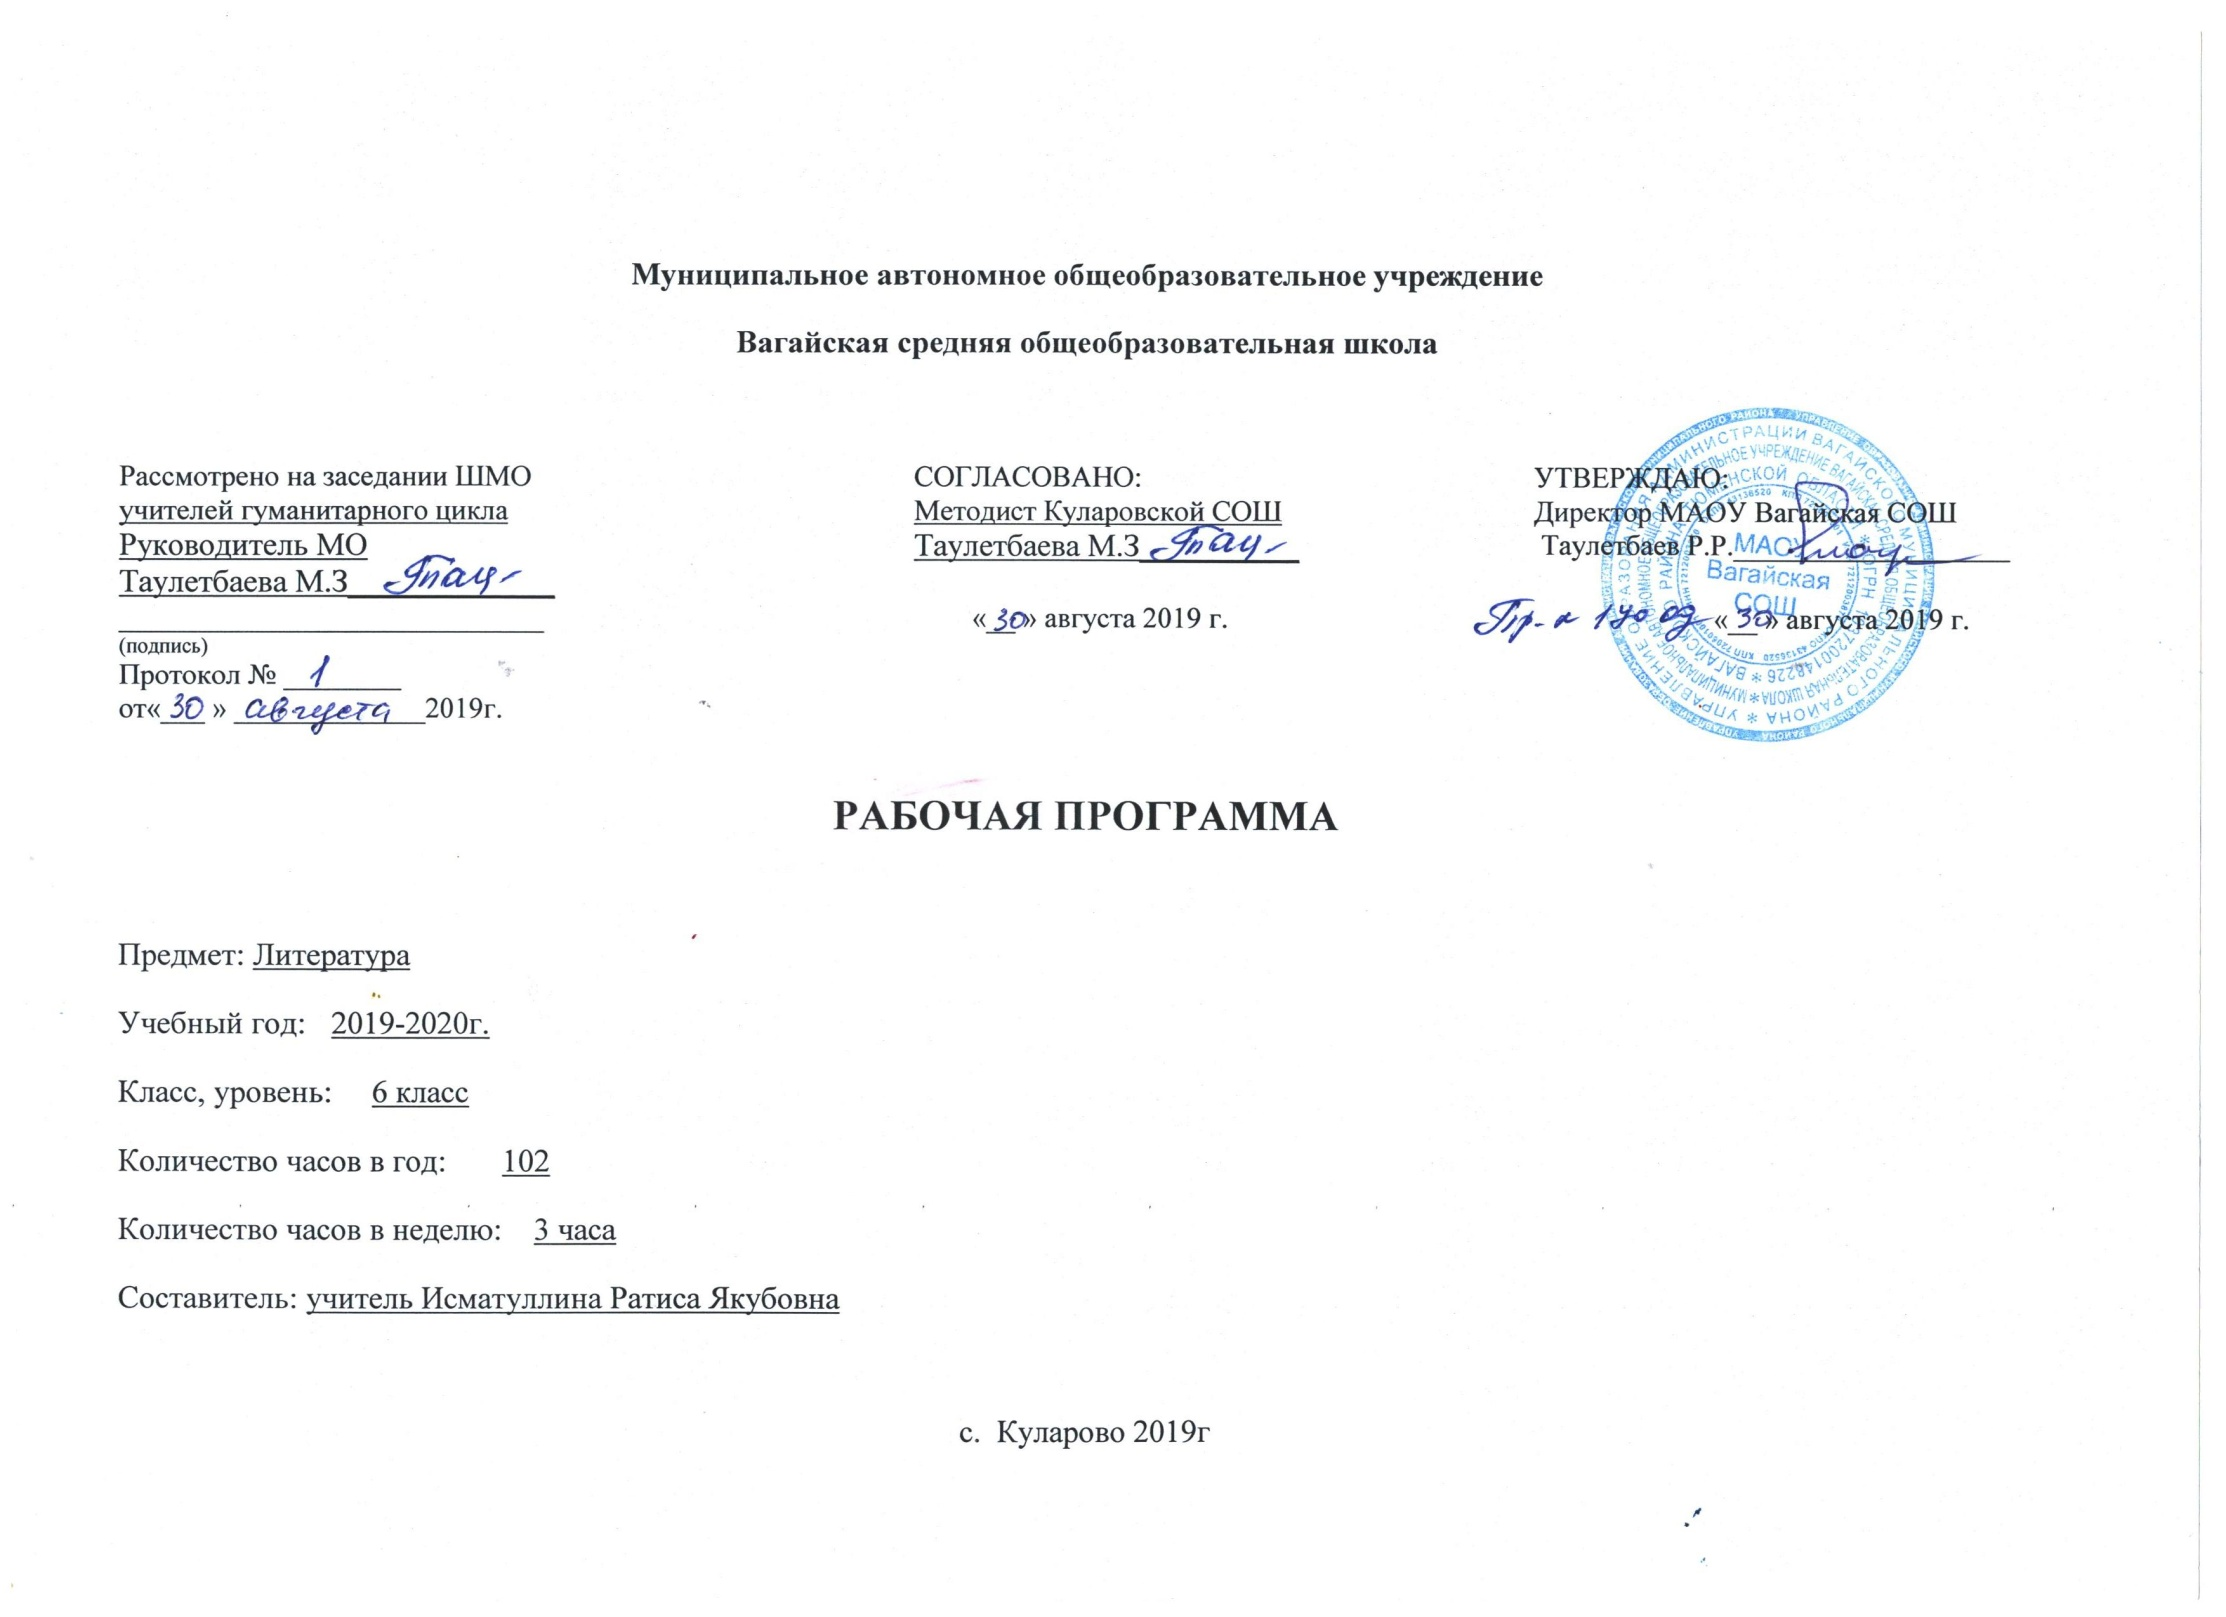 Муниципальное автономное общеобразовательное учреждение
Вагайская средняя общеобразовательная школа
Рассмотрено на заседании ШМО
учителей гуманитарного цикла
Руководитель МО
Таулетбаева М.З
(подпись)
Протокол № 1
от«30 » августа 2019г.
СОГЛАСОВАНО:
Методист Куларовской СОШ
Таулетбаева М.З
«30» августа 2019 г.
УТВЕРЖДАЮ:
Директор МАОУ Вагайская СОШ
Таулетбаев Р.Р.
«30» августа 2019 г.
МАОУ
Вагайская
СОШ
РАБОЧАЯ ПРОГРАММА
Предмет: Литература
Учебный год: 2019-2020г.
Класс, уровень: 6 класс
Количество часов в год: 102
Количество часов в неделю: 3 часа
Составитель: учитель Исматуллина Ратиса Якубовна
с. Куларово 2019г